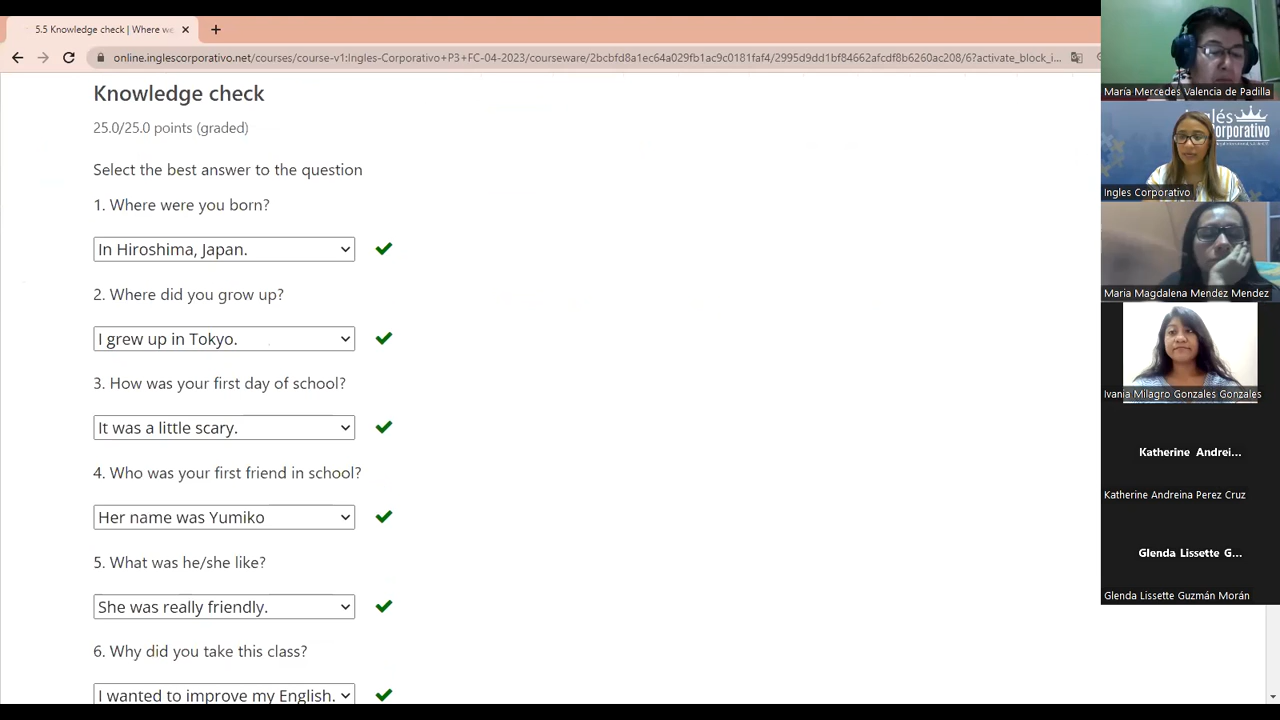 5.5 Knowledge check | Where we
online.inglescorporativo.net/courses/course-v1:Ingles-Corporativo+P3+FC-04-2023/courseware/2bcbfd8a1ec64a029fb1ac9c0181faf4/2995d9dd1bf84662afcdf8b6260ac208/6?activate_block_i...
Knowledge check
25.0/25.0 points (graded)
Select the best answer to the question
1. Where were you born?
In Hiroshima, Japan.
2. Where did you grow up?
I grew up in Tokyo.
3. How was your first day of school?
It was a little scary.
4. Who was your first friend in school?
Her name was Yumiko
5. What was he/she like?
She was really friendly.
6. Why did you take this class?
I wanted to improve my English.
María Mercedes Valencia de Padilla
Inglés
Corporativo
Ingles Corporativo
Maria Magdalena Mendez Mendez
Ivania Milagro Gonzales Gonzales
Katherine Andrei...
Katherine Andreina Perez Cruz
Glenda Lissette G...
Glenda Lissette Guzmán Morán